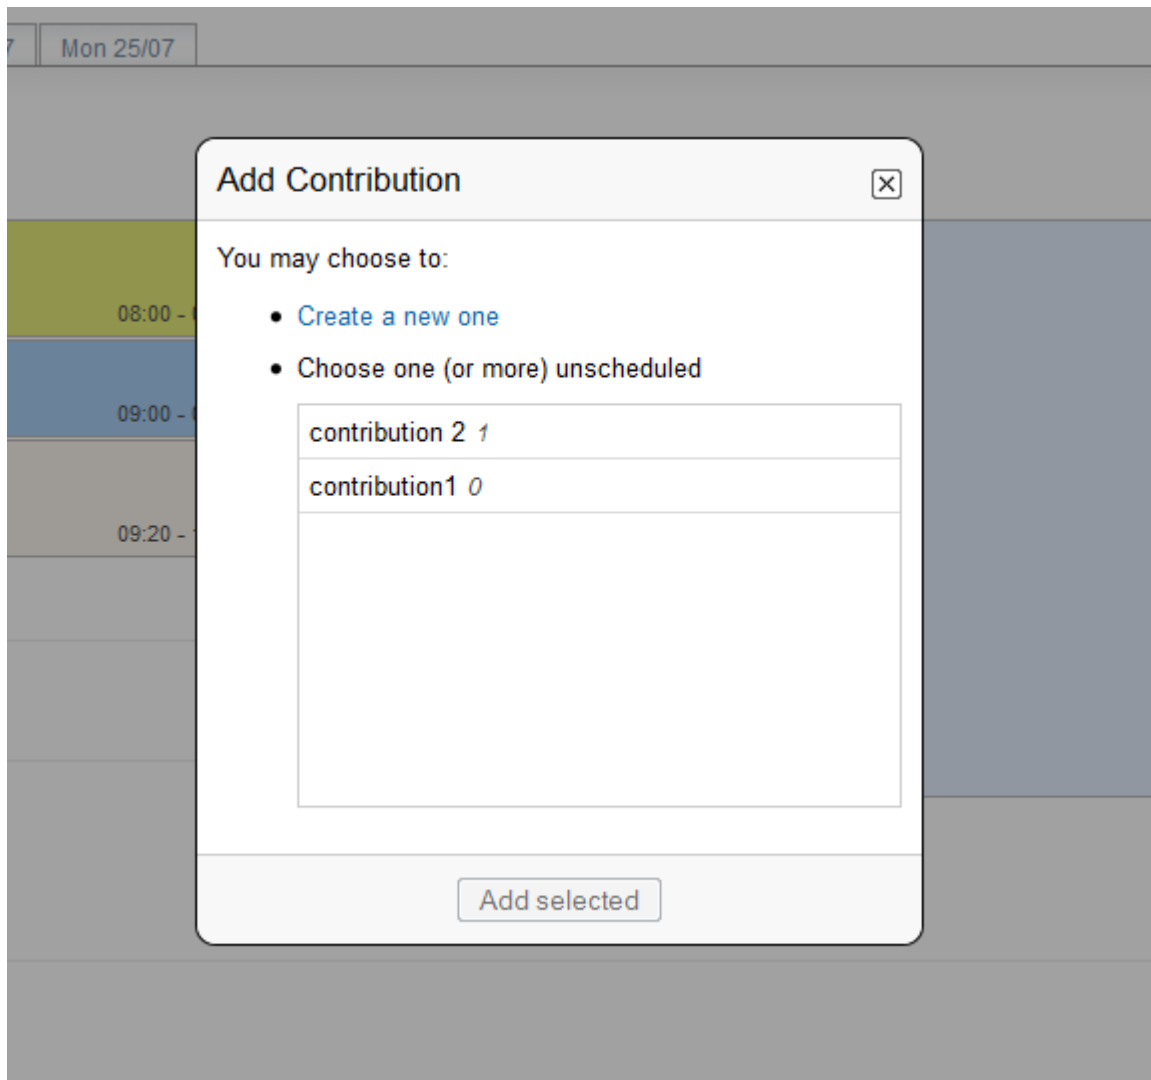 7
Mon 25/07
Add Contribution
You may choose to:
Create a new one
Choose one (or more) unscheduled
contribution 2 1
contribution1 0
Add selected
08:00 -
09:00 -
09:20 -